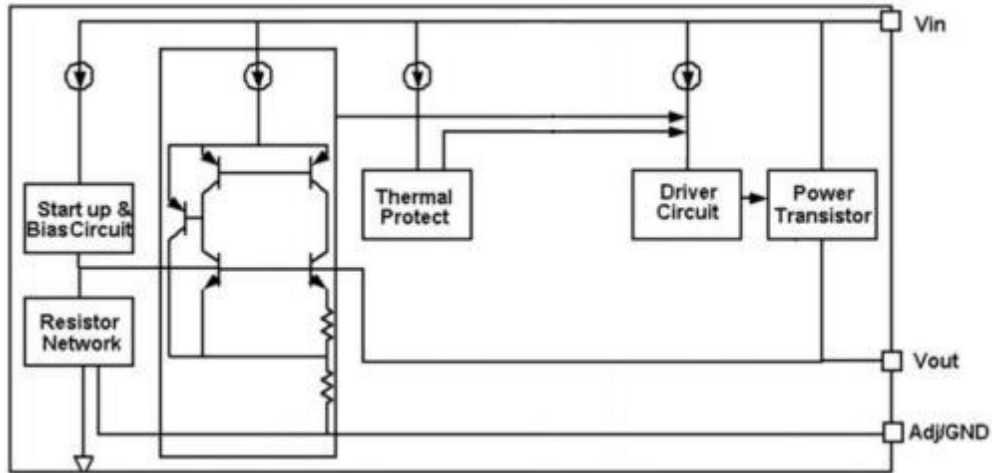 Vin
Start up &
Bias Circuit
Thermal
Protect
Driver
Circuit
Power
Transistor
Resistor
Network
Vout
Adj/GND